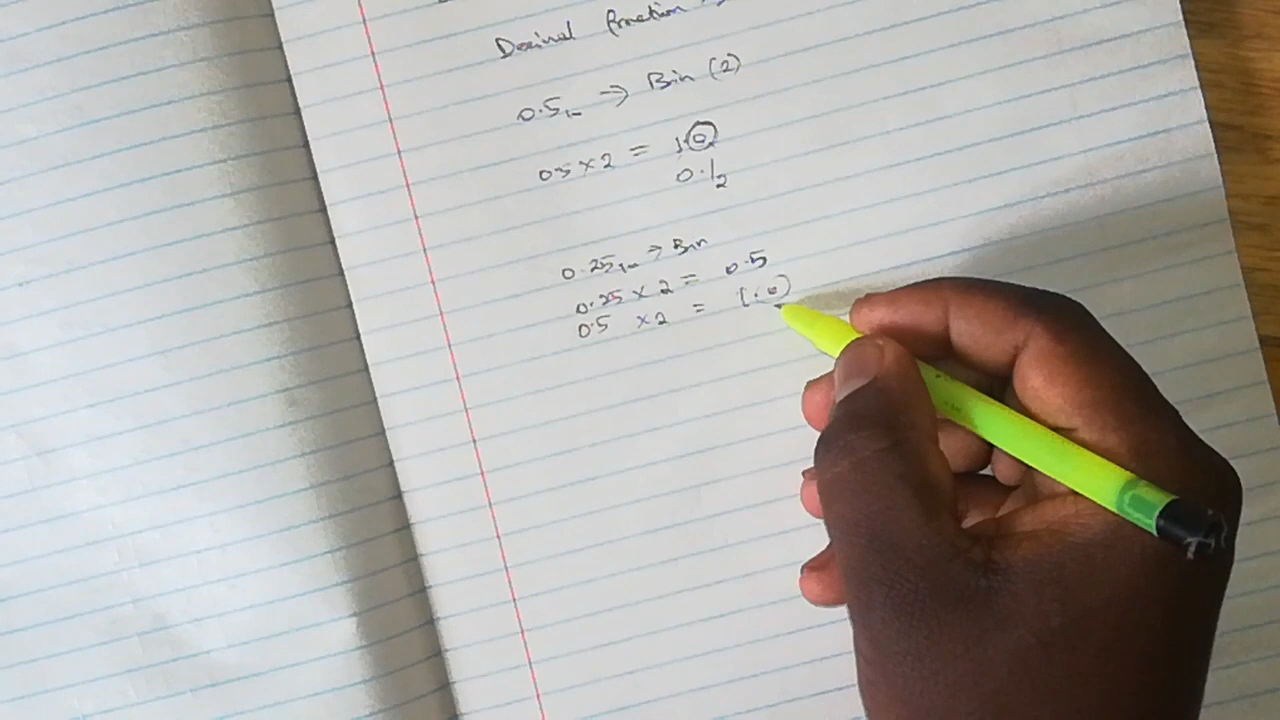 Decimal fraction
0.5₁₀ → Bin (2)
0.5 × 2 = 1.0
0.1₂
0.25₁₀ → Bin
0.25 × 2 = 0.5
0.5 × 2 = 1.0